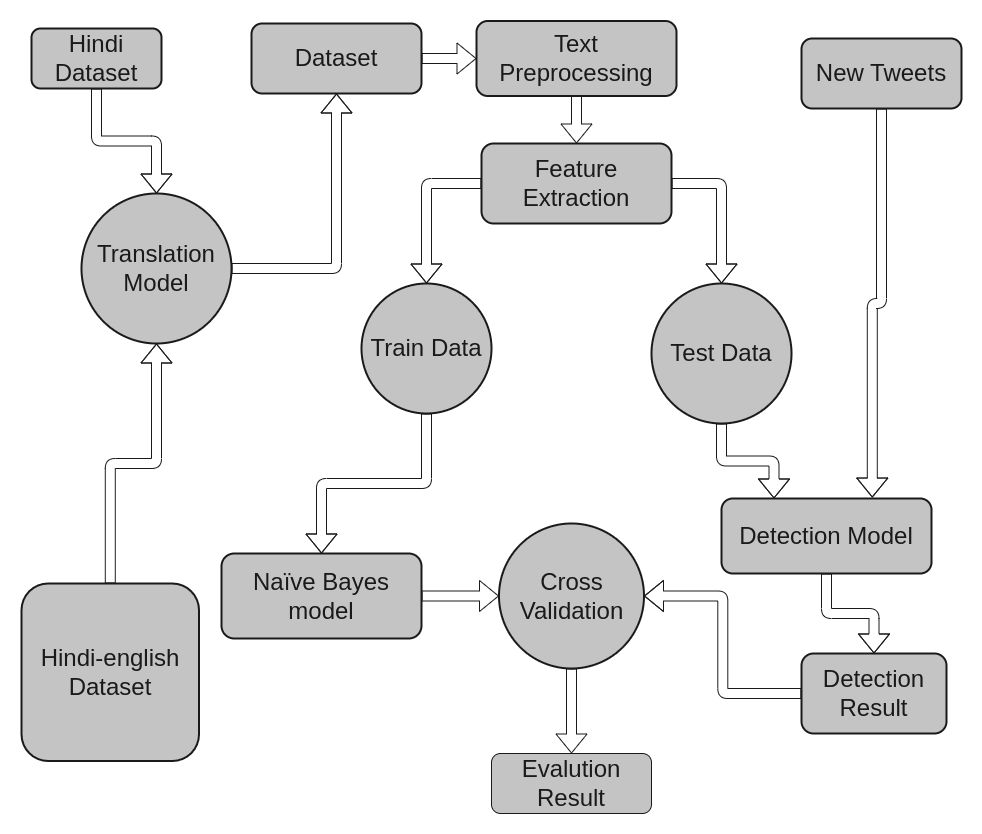 Hindi
Dataset
Dataset
Text
Preprocessing
New Tweets
Feature
Extraction
Translation
Model
Train Data
Test Data
Detection Model
Naïve Bayes
model
Cross
Validation
Hindi-english
Dataset
Detection
Result
Evalution
Result